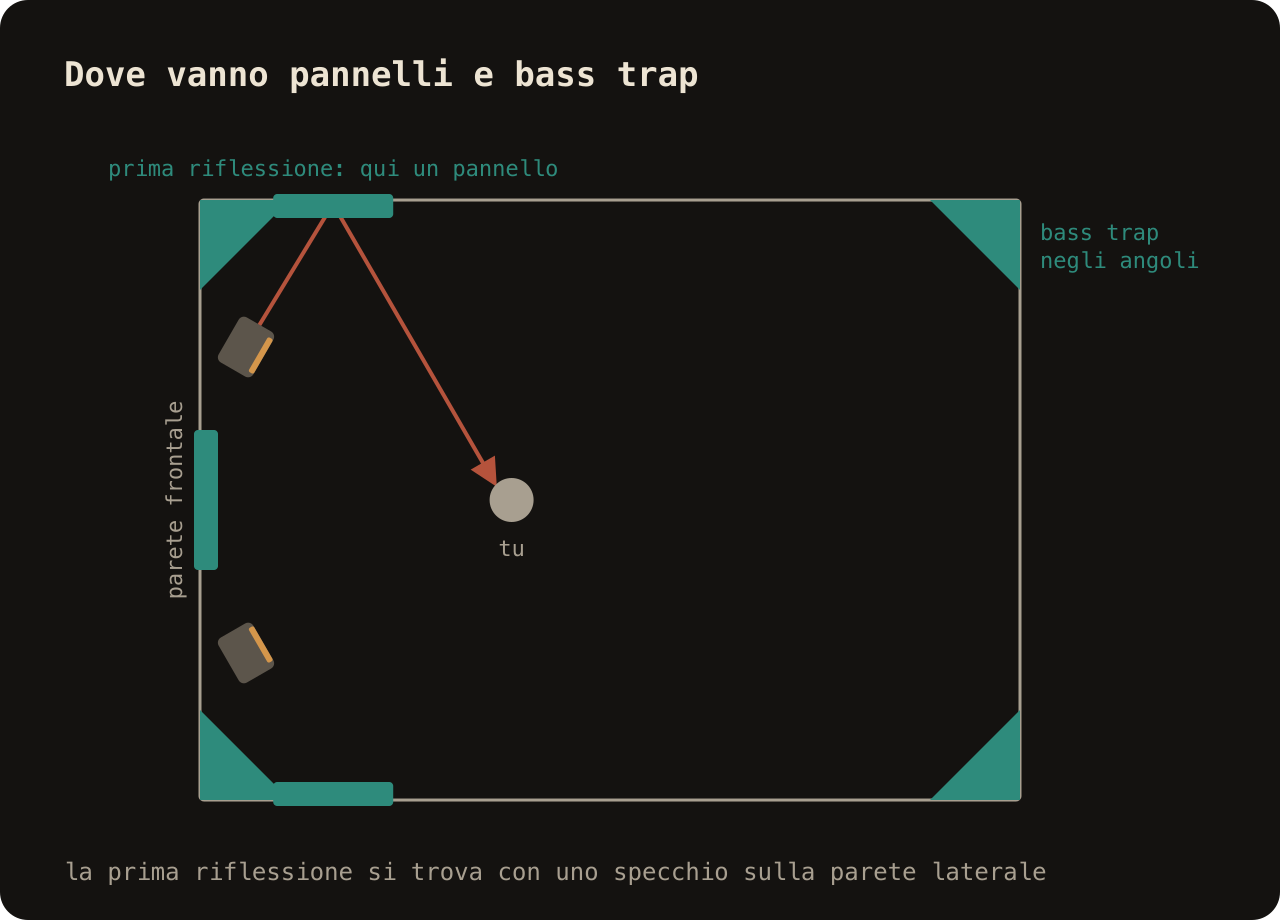 Dove vanno pannelli e bass trap
prima riflessione: qui un pannello
bass trap
negli angoli
parete frontale
tu
la prima riflessione si trova con uno specchio sulla parete laterale